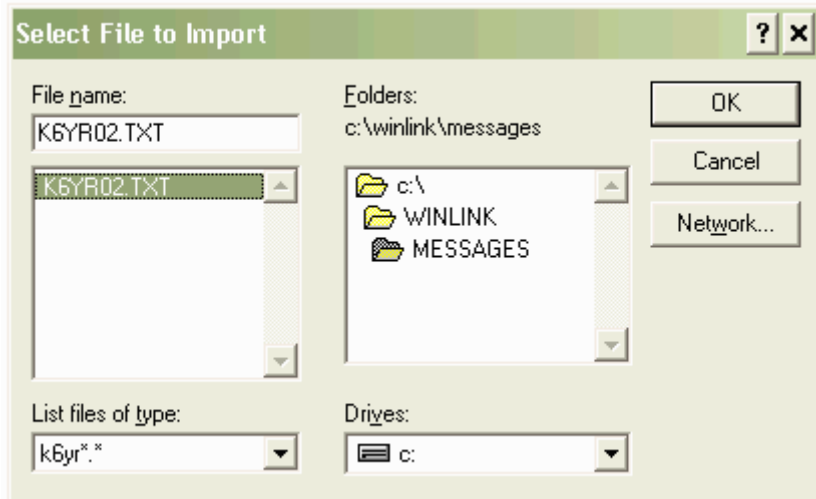 Select File to Import
File name:
K6YR02.TXT
K6YR02.TXT
List files of type:
k6yr*.*
Folders:
c:\winlink\messages
c:\
WINLINK
MESSAGES
Drives:
c:
OK
Cancel
Network...